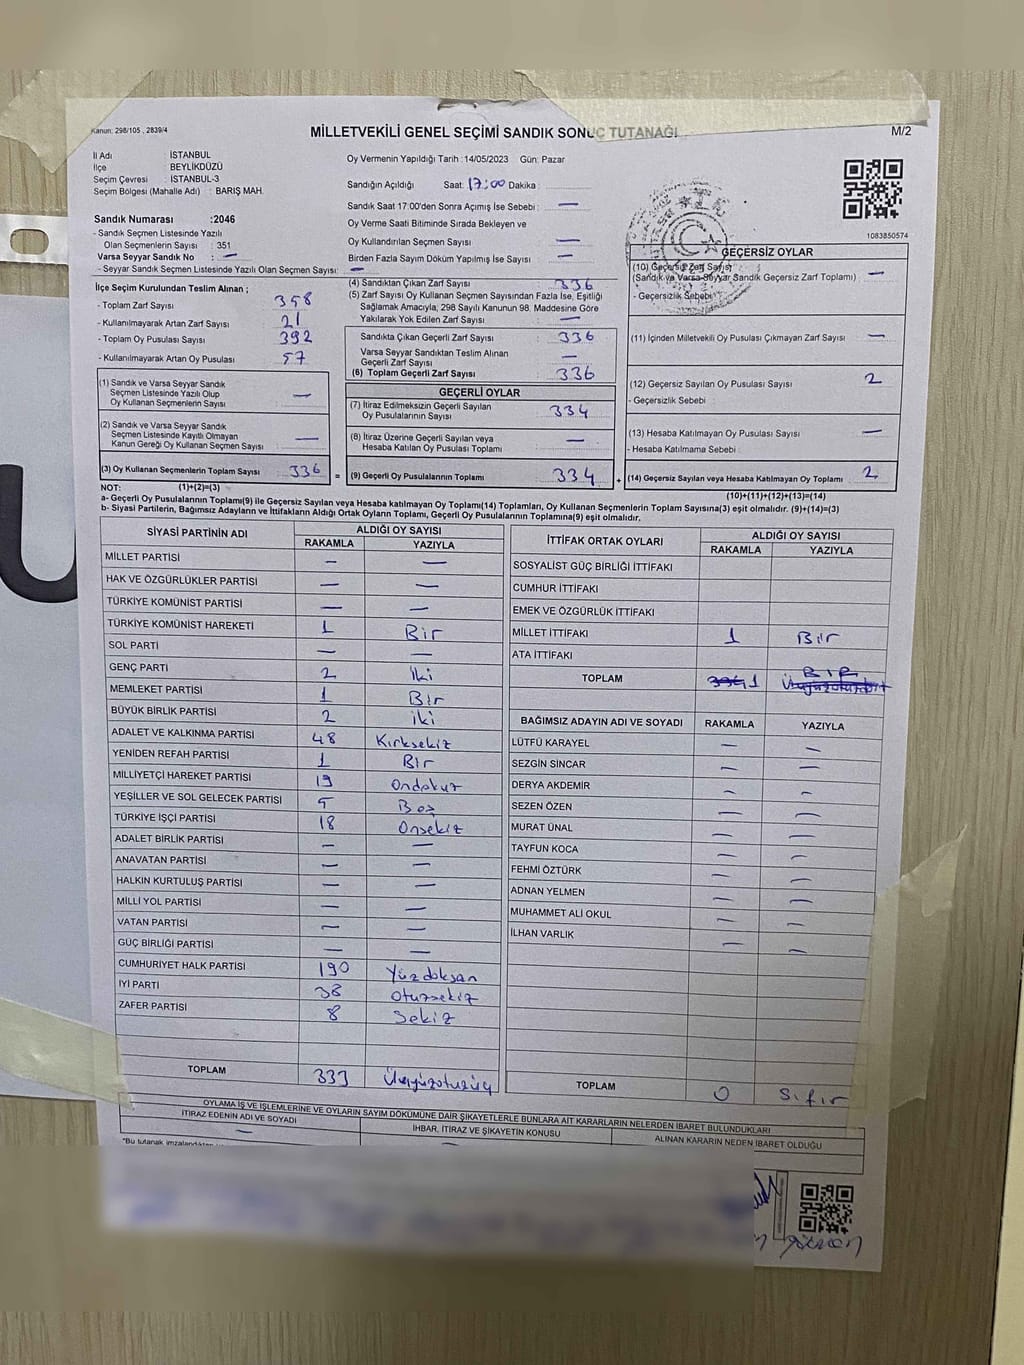 Kanun: 298/105 , 2839/4
MİLLETVEKİLİ GENEL SEÇİMİ SANDIK SONUÇ TUTANAĞI
M/2
İl Adı İSTANBUL
İlçe BEYLİKDÜZÜ
Seçim Çevresi : İSTANBUL-3
Seçim Bölgesi (Mahalle Adı) : BARIŞ MAH.
Sandık Numarası :2046
- Sandık Seçmen Listesinde Yazılı
Olan Seçmenlerin Sayısı : 351
Varsa Seyyar Sandık No : —
- Seyyar Sandık Seçmen Listesinde Yazılı Olan Seçmen Sayısı: —
Oy Vermenin Yapıldığı Tarih :14/05/2023 Gün: Pazar
Sandığın Açıldığı Saat: 17:00 Dakika :
Sandık Saat 17:00'den Sonra Açımış İse Sebebi : —
Oy Verme Saati Bitiminde Sırada Bekleyen ve
Oy Kullandırılan Seçmen Sayısı —
Birden Fazla Sayım Döküm Yapılmış İse Sayısı : —
1083850574
İlçe Seçim Kurulundan Teslim Alınan ;
- Toplam Zarf Sayısı : 358
- Kullanılmayarak Artan Zarf Sayısı : 21
- Toplam Oy Pusulası Sayısı : 392
- Kullanılmayarak Artan Oy Pusulası : 57
(1) Sandık ve Varsa Seyyar Sandık
Seçmen Listesinde Yazılı Olup
Oy Kullanan Seçmenlerin Sayısı : —
(2) Sandık ve Varsa Seyyar Sandık
Seçmen Listesinde Kayıtlı Olmayan
Kanun Gereği Oy Kullanan Seçmen Sayısı : —
(3) Oy Kullanan Seçmenlerin Toplam Sayısı : 336 =
(4) Sandıktan Çıkan Zarf Sayısı : 336
(5) Zarf Sayısı Oy Kullanan Seçmen Sayısından Fazla İse, Eşitliği
Sağlamak Amacıyla, 298 Sayılı Kanunun 98. Maddesine Göre
Yakılarak Yok Edilen Zarf Sayısı : —
Sandıkta Çıkan Geçerli Zarf Sayısı : 336
Varsa Seyyar Sandıktan Teslim Alınan
Geçerli Zarf Sayısı : —
(6) Toplam Geçerli Zarf Sayısı : 336
GEÇERLİ OYLAR
(7) İtiraz Edilmeksizin Geçerli Sayılan
Oy Pusulalarının Sayısı : 334
(8) İtiraz Üzerine Geçerli Sayılan veya
Hesaba Katılan Oy Pusulaları Toplamı : —
(9) Geçerli Oy Pusulalarının Toplamı : 334 +
GEÇERSİZ OYLAR
(10) Geçersiz Zarf Sayısı
(Sandık ve Varsa Seyyar Sandık Geçersiz Zarf Toplamı) : —
- Geçersizlik Sebebi
(11) İçinden Milletvekili Oy Pusulası Çıkmayan Zarf Sayısı : —
(12) Geçersiz Sayılan Oy Pusulası Sayısı : 2
- Geçersizlik Sebebi :
(13) Hesaba Katılmayan Oy Pusulası Sayısı : —
- Hesaba Katılmama Sebebi :
(14) Geçersiz Sayılan veya Hesaba Katılmayan Oy Toplamı : 2
NOT: (1)+(2)=(3)
(10)+(11)+(12)+(13)=(14)
a- Geçerli Oy Pusulalarının Toplamı(9) ile Geçersiz Sayılan veya Hesaba katılmayan Oy Toplamı(14) Toplamları, Oy Kullanan Seçmenlerin Toplam Sayısına(3) eşit olmalıdır. (9)+(14)=(3)
b- Siyasi Partilerin, Bağımsız Adayların ve İttifakların Aldığı Ortak Oyların Toplamı, Geçerli Oy Pusulalarının Toplamına(9) eşit olmalıdır.
SİYASİ PARTİNİN ADI ALDIĞI OY SAYISI
RAKAMLA YAZIYLA
MİLLET PARTİSİ — —
HAK VE ÖZGÜRLÜKLER PARTİSİ — —
TÜRKİYE KOMÜNİST PARTİSİ — —
TÜRKİYE KOMÜNİST HAREKETİ 1 Bir
SOL PARTİ — —
GENÇ PARTİ 2 İki
MEMLEKET PARTİSİ 1 Bir
BÜYÜK BİRLİK PARTİSİ 2 iki
ADALET VE KALKINMA PARTİSİ 48 Kırksekiz
YENİDEN REFAH PARTİSİ 1 Bir
MİLLİYETÇİ HAREKET PARTİSİ 19 Ondokuz
YEŞİLLER VE SOL GELECEK PARTİSİ 5 Beş
TÜRKİYE İŞÇİ PARTİSİ 18 Onsekiz
ADALET BİRLİK PARTİSİ — —
ANAVATAN PARTİSİ — —
HALKIN KURTULUŞ PARTİSİ — —
MİLLİ YOL PARTİSİ — —
VATAN PARTİSİ — —
GÜÇ BİRLİĞİ PARTİSİ — —
CUMHURİYET HALK PARTİSİ 190 Yüzdoksan
İYİ PARTİ 38 Otuzsekiz
ZAFER PARTİSİ 8 Sekiz
TOPLAM 333 Üçyüzotuzüç
İTTİFAK ORTAK OYLARI ALDIĞI OY SAYISI
RAKAMLA YAZIYLA
SOSYALİST GÜÇ BİRLİĞİ İTTİFAKI
CUMHUR İTTİFAKI
EMEK VE ÖZGÜRLÜK İTTİFAKI
MİLLET İTTİFAKI 1 Bir
ATA İTTİFAKI
TOPLAM 1 BİR
BAĞIMSIZ ADAYIN ADI VE SOYADI RAKAMLA YAZIYLA
LÜTFÜ KARAYEL — —
SEZGİN SİNCAR — —
DERYA AKDEMİR — —
SEZEN ÖZEN — —
MURAT ÜNAL — —
TAYFUN KOCA — —
FEHMİ ÖZTÜRK — —
ADNAN YELMEN — —
MUHAMMET ALİ OKUL — —
İLHAN VARLIK — —
TOPLAM 0 Sıfır
OYLAMA İŞ VE İŞLEMLERİNE VE OYLARIN SAYIM DÖKÜMÜNE DAİR ŞİKAYETLERLE BUNLARA AİT KARARLARIN NELERDEN İBARET BULUNDUKLARI
İTİRAZ EDENİN ADI VE SOYADI İHBAR, İTİRAZ VE ŞİKAYETİN KONUSU ALINAN KARARIN NEDEN İBARET OLDUĞU
— —
"Bu tutanak imzalandıktan